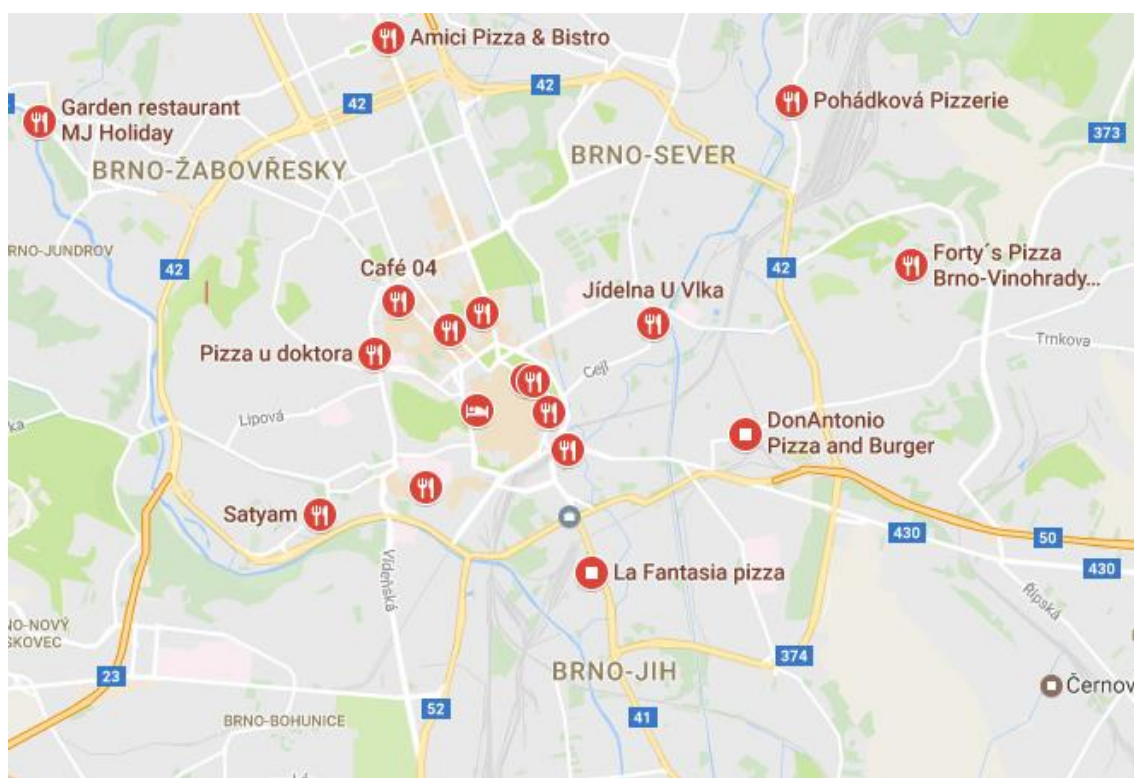 Amici Pizza & Bistro
42
42
Garden restaurant
MJ Holiday
Pohádková Pizzerie
373
BRNO-ŽABOVŘESKY
BRNO-SEVER
RNO-JUNDROV
42
Café 04
42
Forty´s Pizza
Brno-Vinohrady...
Jídelna U Vlka
Trnkova
Pizza u doktora
Cejl
Lipová
ka
DonAntonio
Pizza and Burger
Satyam
430
50
430
Vídeňská
La Fantasia pizza
Řípská
NO-NOVÝ
SKOVEC
BRNO-JIH
374
23
Černov
52
41
BRNO-BOHUNICE